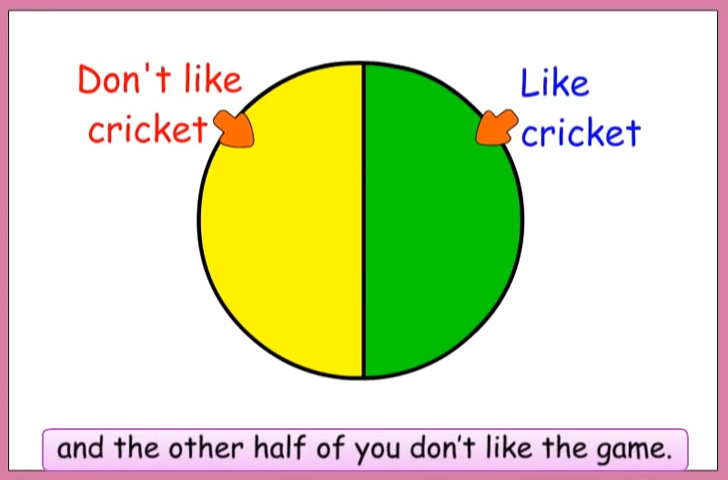 Don't like
cricket
Like
cricket
and the other half of you don't like the game.